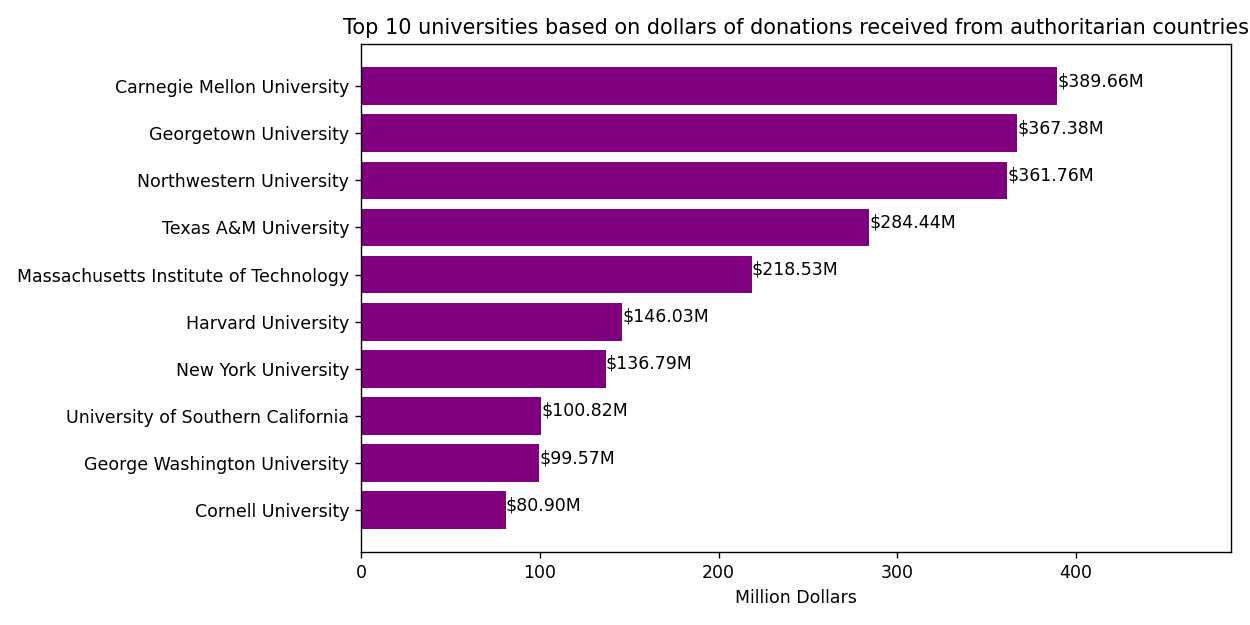 Top 10 universities based on dollars of donations received from authoritarian countries
Carnegie Mellon University $389.66M
Georgetown University $367.38M
Northwestern University $361.76M
Texas A&M University $284.44M
Massachusetts Institute of Technology $218.53M
Harvard University $146.03M
New York University $136.79M
University of Southern California $100.82M
George Washington University $99.57M
Cornell University $80.90M
0 100 200 300 400
Million Dollars